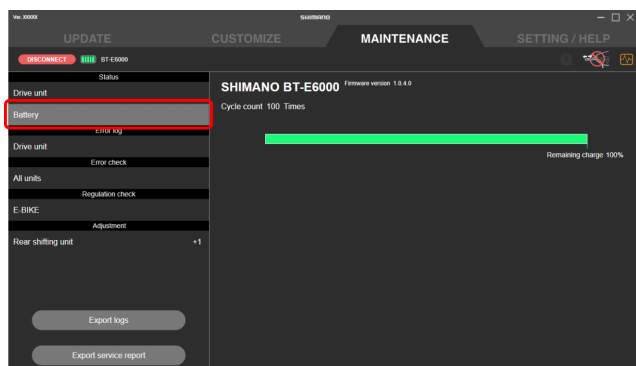 Ver. XXXXX
SHIMANO
UPDATE
CUSTOMIZE
MAINTENANCE
SETTING / HELP
DISCONNECT
BT-E6000
Status
Drive unit
Battery
Error log
Drive unit
Error check
All units
Regulation check
E-BIKE
Adjustment
Rear shifting unit +1
Export logs
Export service report
SHIMANO BT-E6000 Firmware version 1.0.4.0
Cycle count 100 Times
Remaining charge 100%